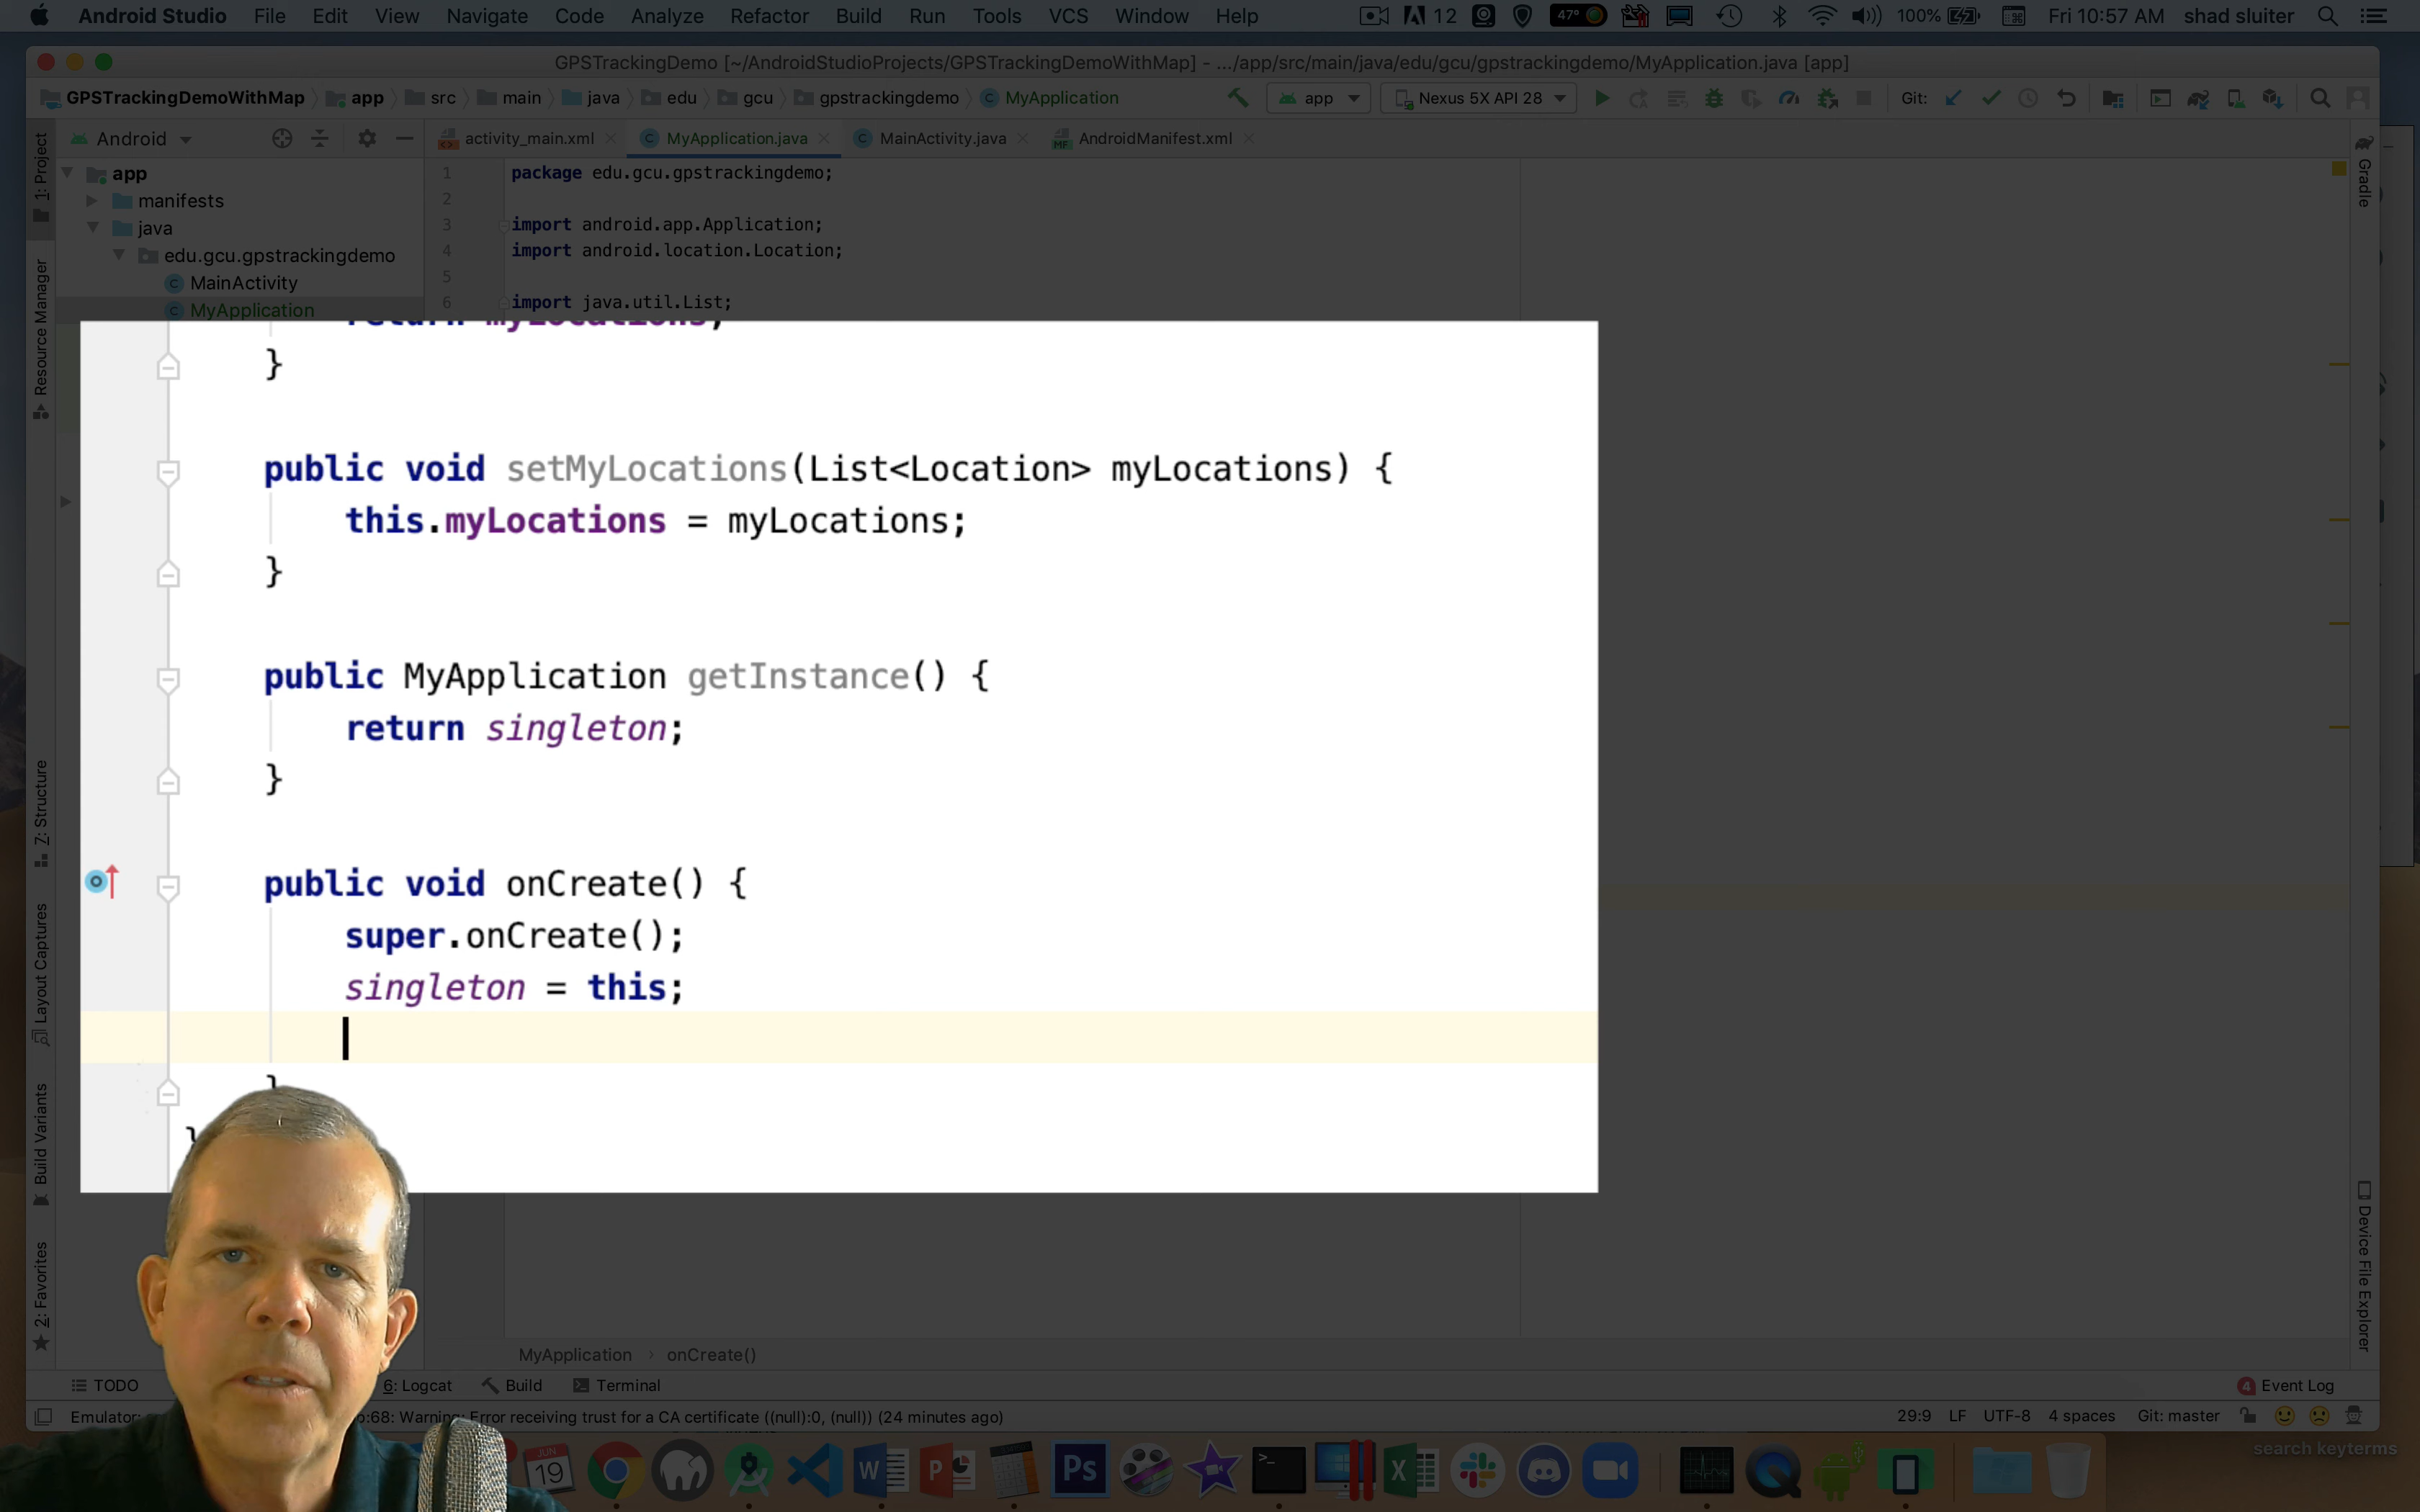 Android Studio File Edit View Navigate Code Analyze Refactor Build Run Tools VCS Window Help 12 47° 100% Fri 10:57 AM shad sluiter
GPSTrackingDemo [~/AndroidStudioProjects/GPSTrackingDemoWithMap] - .../app/src/main/java/edu/gcu/gpstrackingdemo/MyApplication.java [app]
GPSTrackingDemoWithMap app src main java edu gcu gpstrackingdemo MyApplication app Nexus 5X API 28 Git:
Android activity_main.xml MyApplication.java MainActivity.java AndroidManifest.xml
1: Project
Resource Manager
Z: Structure
Layout Captures
Build Variants
2: Favorites
app
manifests
java
edu.gcu.gpstrackingdemo
MainActivity
MyApplication
1 package edu.gcu.gpstrackingdemo;
2
3 import android.app.Application;
4 import android.location.Location;
5
6 import java.util.List;
return myLocations;
}
public void setMyLocations(List<Location> myLocations) {
this.myLocations = myLocations;
}
public MyApplication getInstance() {
return singleton;
}
public void onCreate() {
super.onCreate();
singleton = this;
}
}
Gradle
Device File Explorer
MyApplication › onCreate()
TODO 6: Logcat Build Terminal 4 Event Log
Emulator: :68: Warning: Error receiving trust for a CA certificate ((null):0, (null)) (24 minutes ago) 29:9 LF UTF-8 4 spaces Git: master
search keyterms
JUN
19
W P Ps X